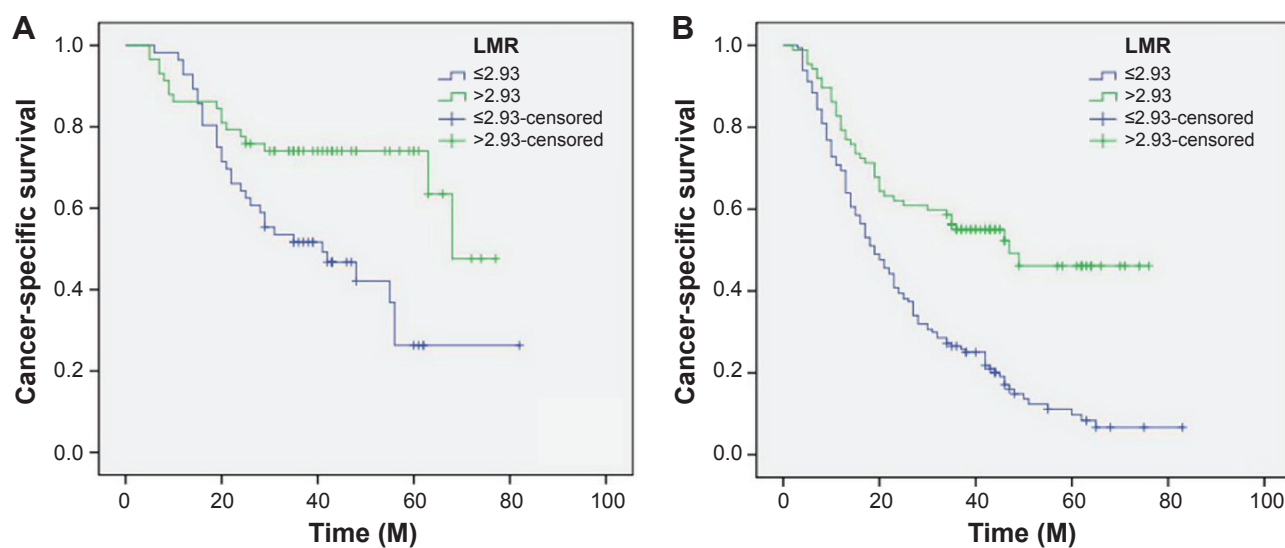 A
LMR
≤2.93
>2.93
≤2.93-censored
>2.93-censored
Cancer-specific survival
1.0
0.8
0.6
0.4
0.2
0.0
0 20 40 60 80 100
Time (M)
B
LMR
≤2.93
>2.93
≤2.93-censored
>2.93-censored
Cancer-specific survival
1.0
0.8
0.6
0.4
0.2
0.0
0 20 40 60 80 100
Time (M)